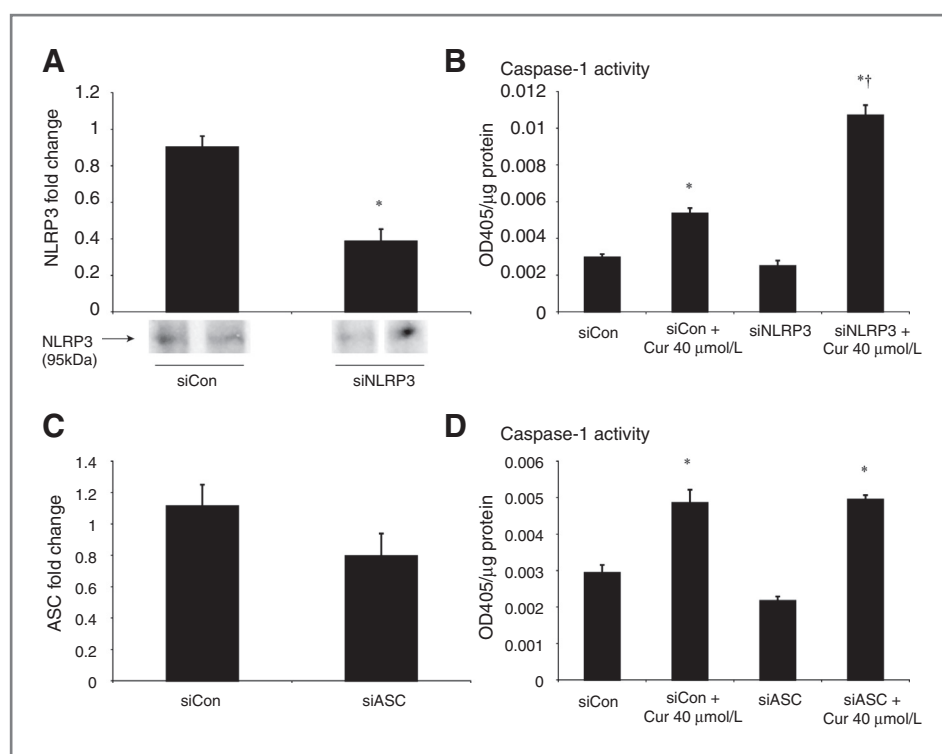 A
NLRP3 fold change
1.2
1
0.8
0.6
0.4
0.2
0
*
NLRP3
(95kDa)
siCon
siNLRP3
B
Caspase-1 activity
OD405/μg protein
0.012
0.01
0.008
0.006
0.004
0.002
0
*
*†
siCon
siCon +
Cur 40 μmol/L
siNLRP3
siNLRP3 +
Cur 40 μmol/L
C
ASC fold change
1.4
1.2
1
0.8
0.6
0.4
0.2
0
siCon
siASC
D
Caspase-1 activity
OD405/μg protein
0.006
0.005
0.004
0.003
0.002
0.001
0
*
*
siCon
siCon +
Cur 40 μmol/L
siASC
siASC +
Cur 40 μmol/L